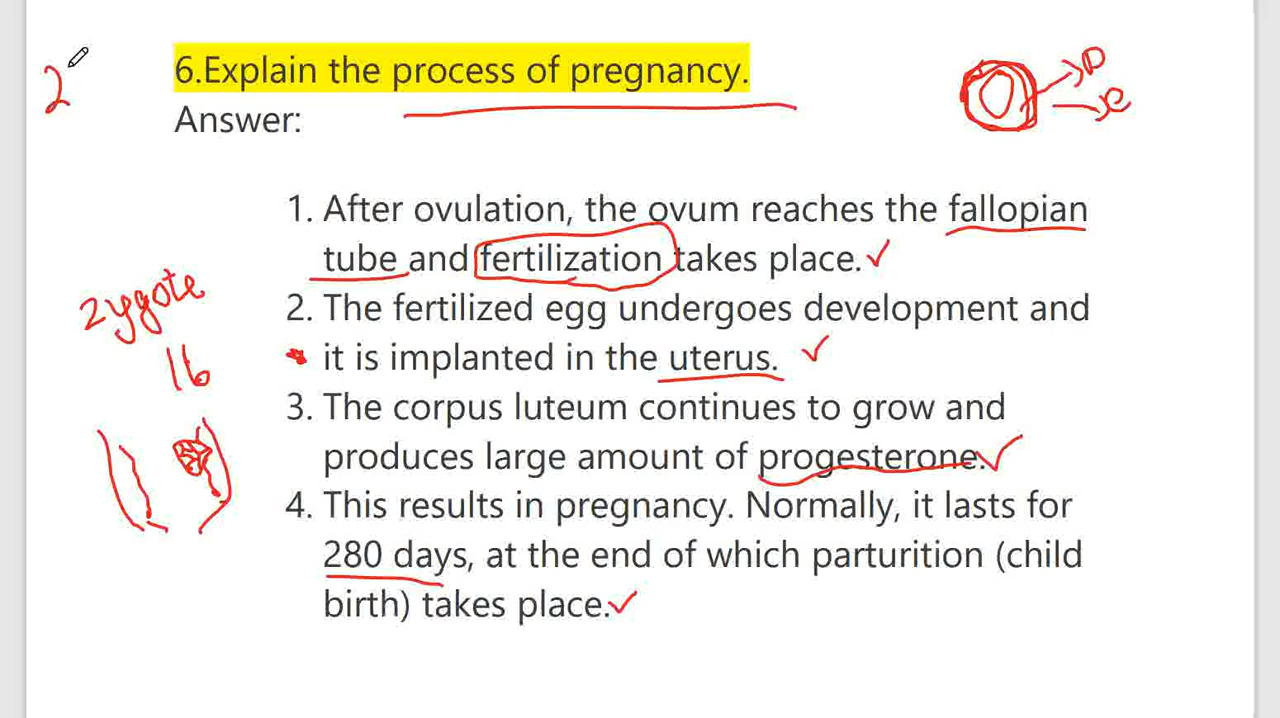 2
6.Explain the process of pregnancy.
Answer:
D
e
1. After ovulation, the ovum reaches the fallopian
tube and fertilization takes place.
zygote
2. The fertilized egg undergoes development and
it is implanted in the uterus.
16
3. The corpus luteum continues to grow and
produces large amount of progesterone.
4. This results in pregnancy. Normally, it lasts for
280 days, at the end of which parturition (child
birth) takes place.